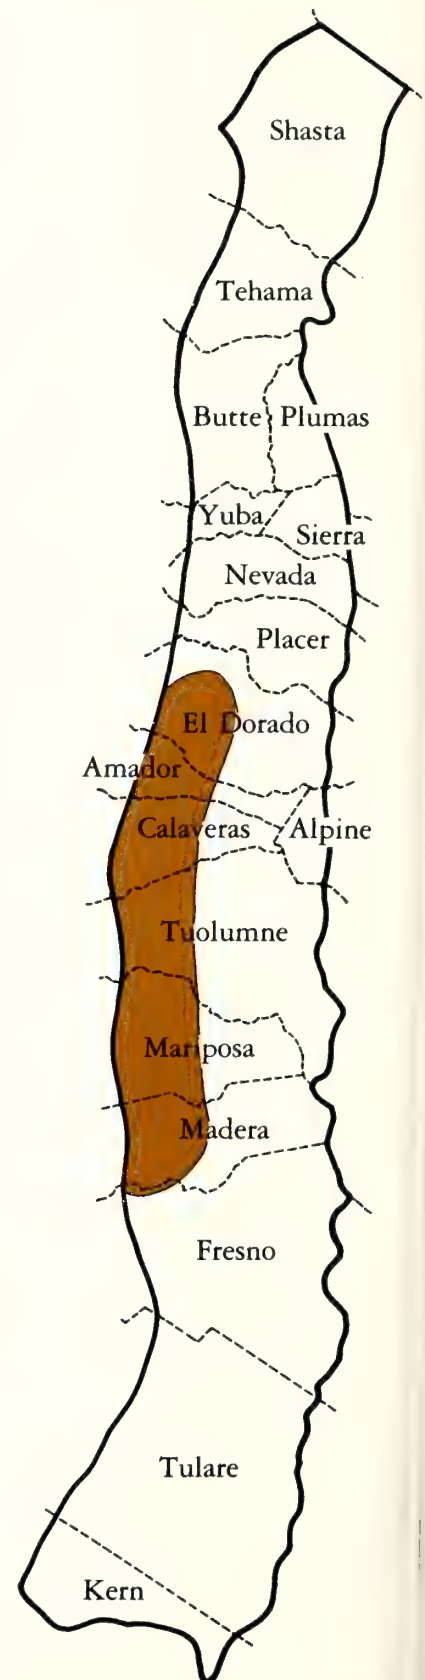 Shasta
Tehama
Butte
Plumas
Yuba
Sierra
Nevada
Placer
El Dorado
Amador
Calaveras
Alpine
Tuolumne
Mariposa
Madera
Fresno
Tulare
Kern